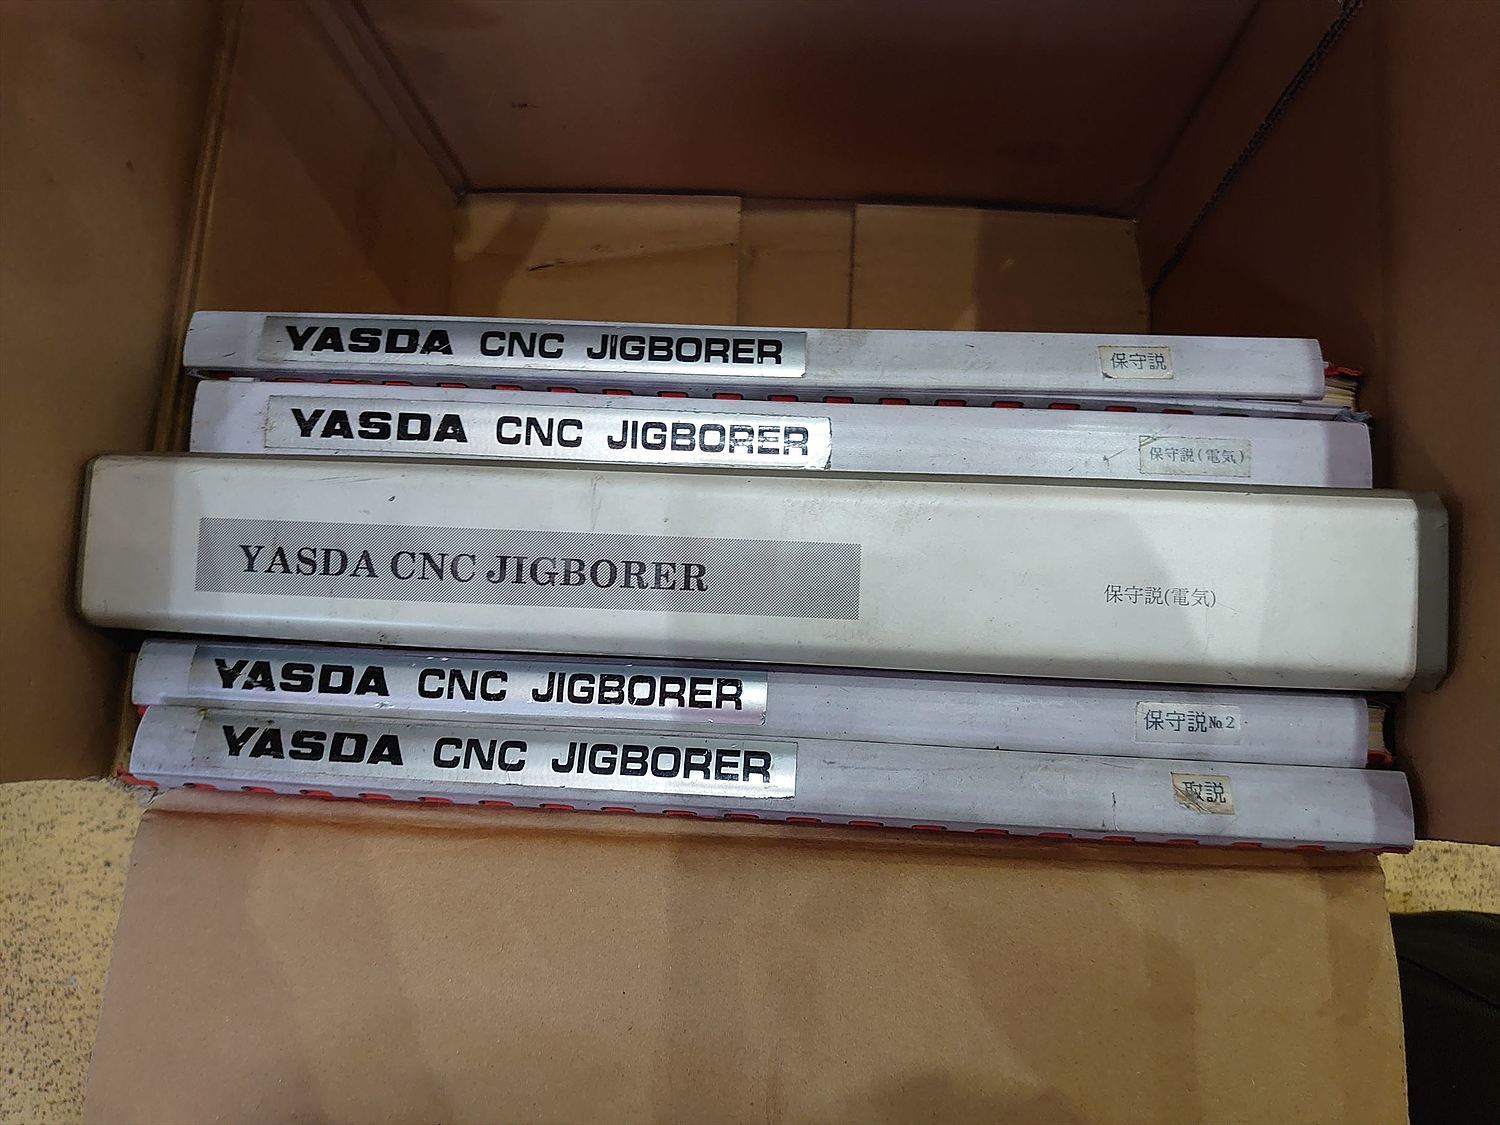 YASDA CNC JIGBORER 保守説
YASDA CNC JIGBORER 保守説(電気)
YASDA CNC JIGBORER 保守説(電気)
YASDA CNC JIGBORER 保守説№2
YASDA CNC JIGBORER 取説